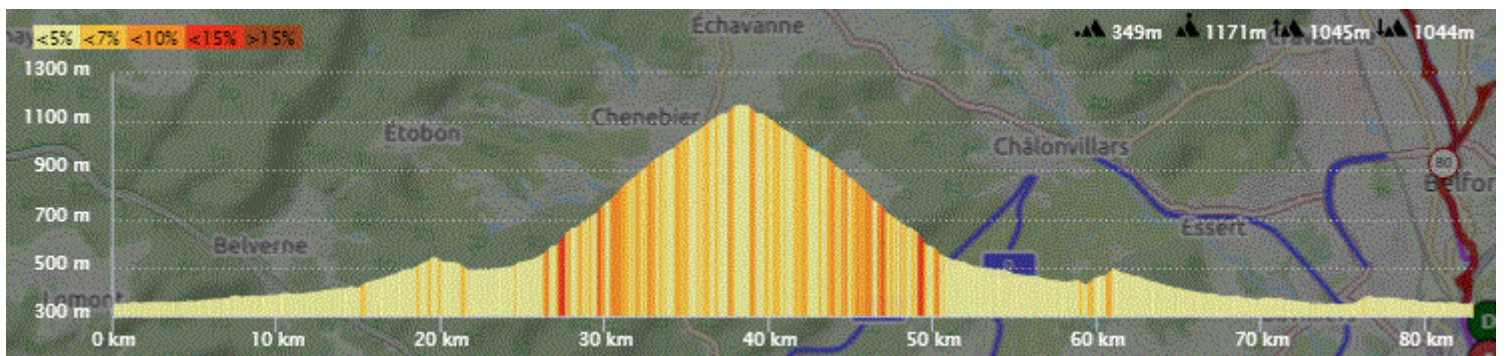 <5% <7% <10% <15% >15%
Échavanne
349m 1171m 1045m 1044m
1300 m
1100 m
Chenebier
Étobon
Châlonvillars
900 m
80
Belfor
700 m
Essert
Belverne
500 m
Lomont
300 m
D
0 km 10 km 20 km 30 km 40 km 50 km 60 km 70 km 80 km